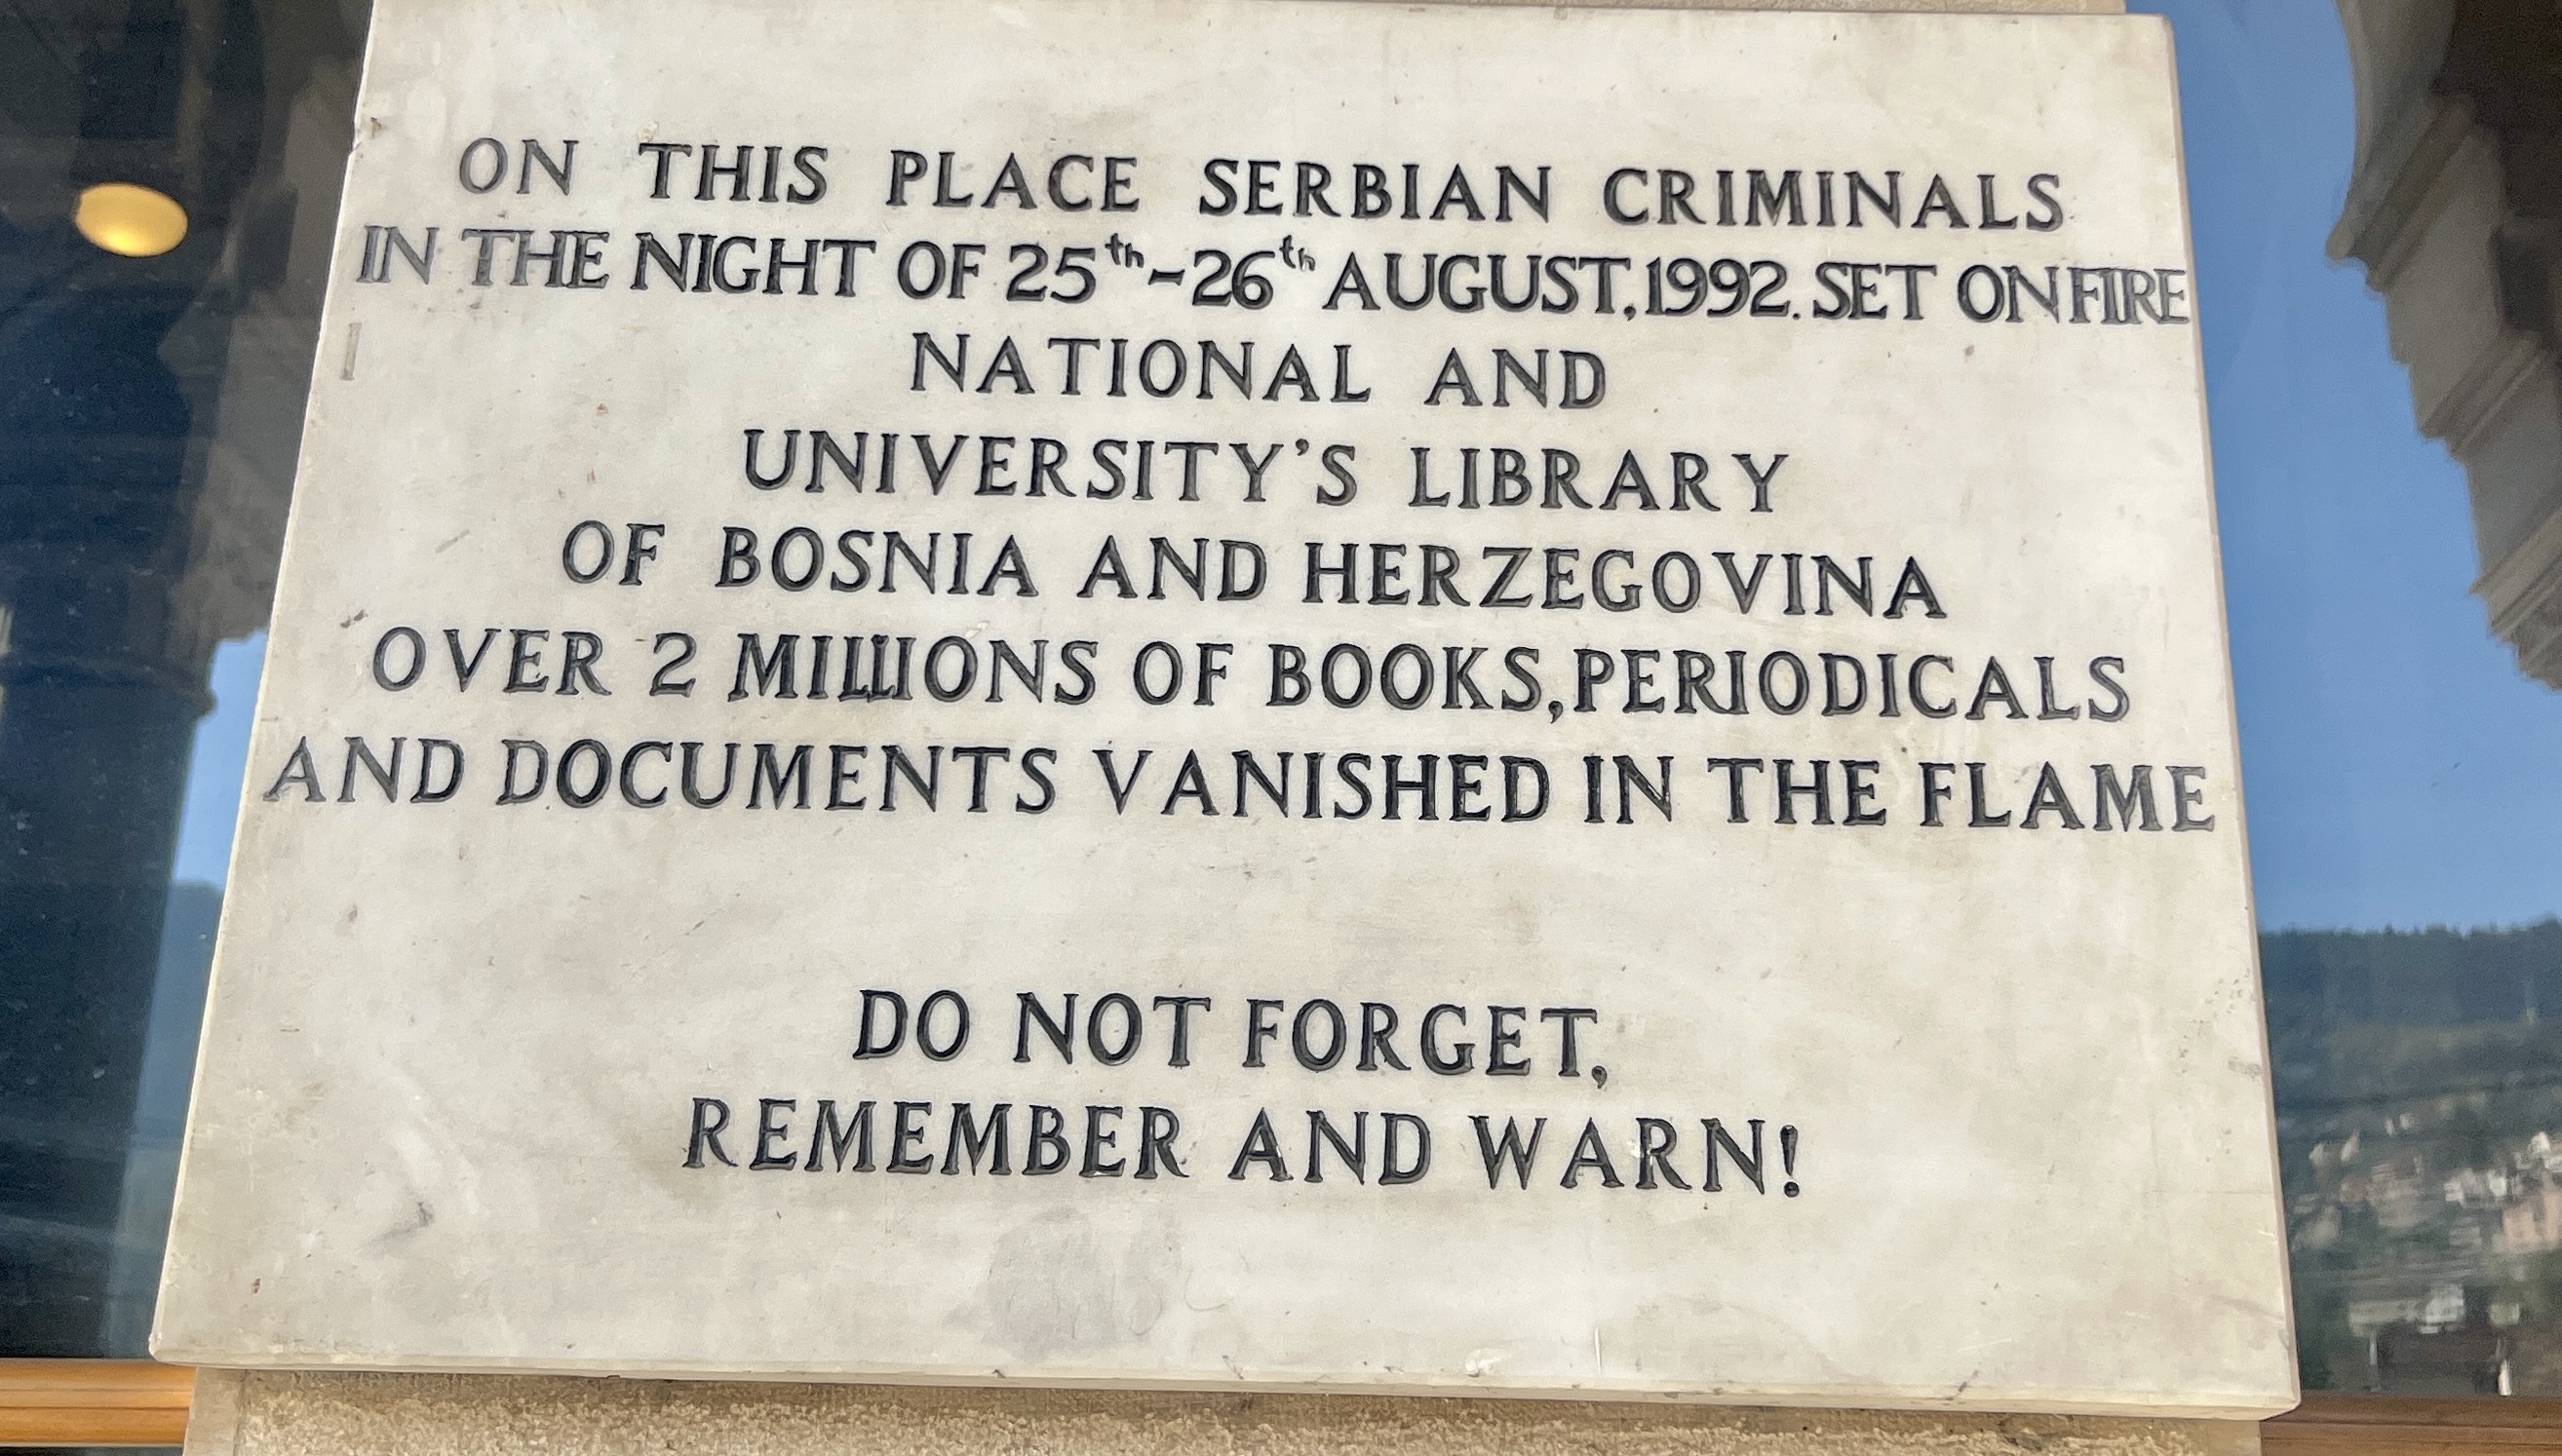 ON THIS PLACE SERBIAN CRIMINALS
IN THE NIGHT OF 25th-26th AUGUST,1992. SET ON FIRE
NATIONAL AND
UNIVERSITY'S LIBRARY
OF BOSNIA AND HERZEGOVINA
OVER 2 MILLIONS OF BOOKS,PERIODICALS
AND DOCUMENTS VANISHED IN THE FLAME
DO NOT FORGET,
REMEMBER AND WARN!